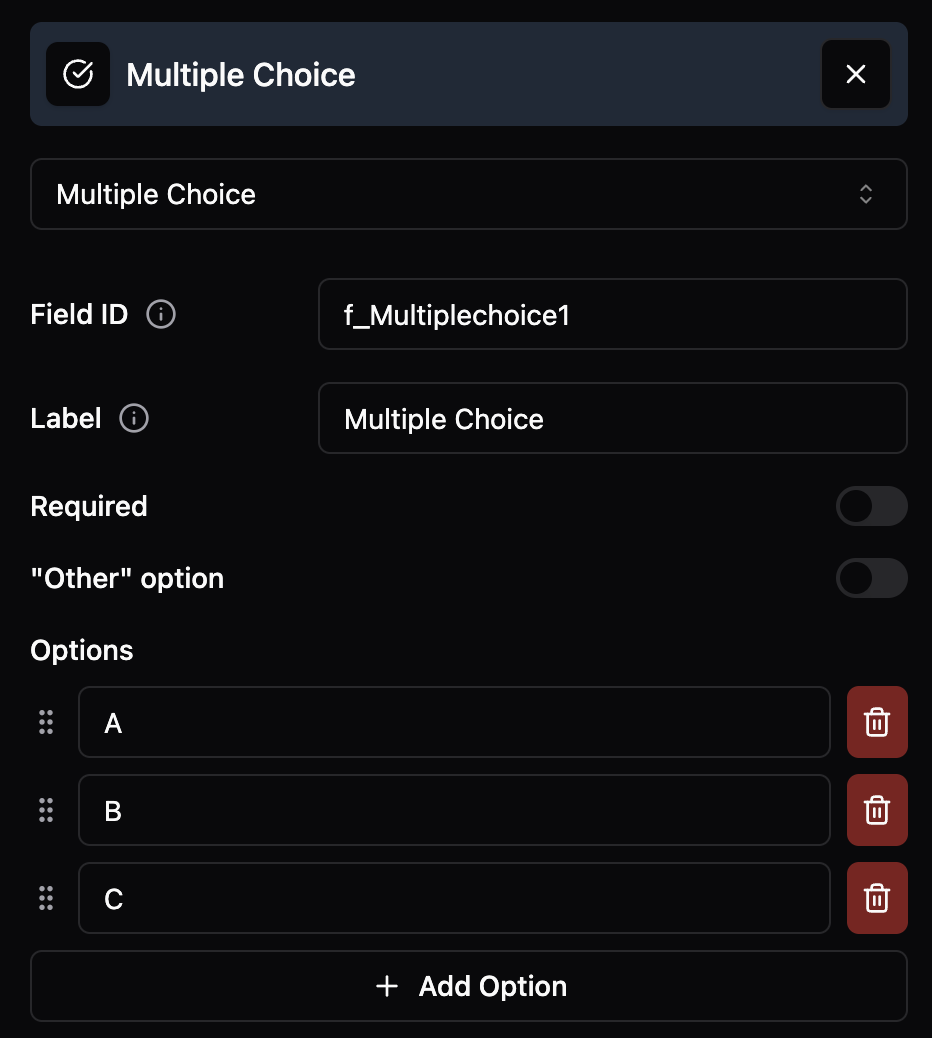 Multiple Choice
Multiple Choice
Field ID
f_Multiplechoice1
Label
Multiple Choice
Required
"Other" option
Options
A
B
C
Add Option